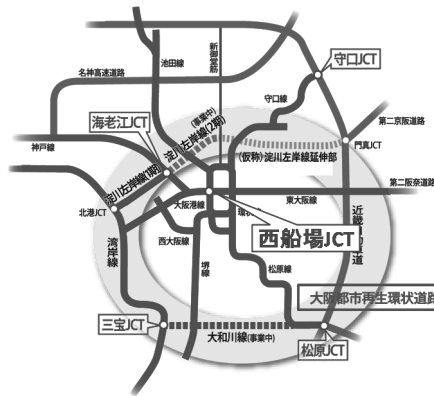 守口JCT
池田線
新御堂筋
名神高速道路
守口線
海老江JCT
(事業中)
淀川左岸線(2期)
第二京阪道路
神戸線
(仮称)淀川左岸線延伸部
門真JCT
淀川左岸線(1期)
第二阪奈道路
大阪港線
東大阪線
北港JCT
西船場JCT
湾岸線
西大阪線
堺線
松原線
大阪都市再生環状道路
三宝JCT
大和川線(事業中)
松原JCT